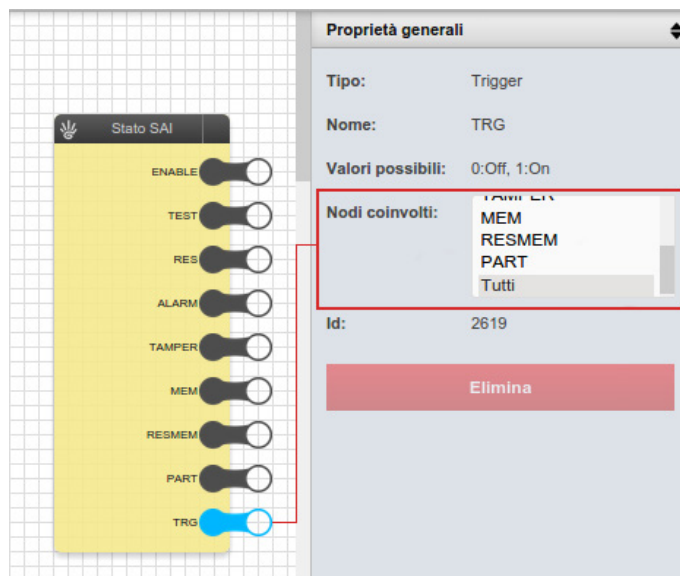 Stato SAI
ENABLE
TEST
RES
ALARM
TAMPER
MEM
RESMEM
PART
TRG
Proprietà generali
Tipo: Trigger
Nome: TRG
Valori possibili: 0:Off, 1:On
Nodi coinvolti:
TAMPER
MEM
RESMEM
PART
Tutti
Id: 2619
Elimina